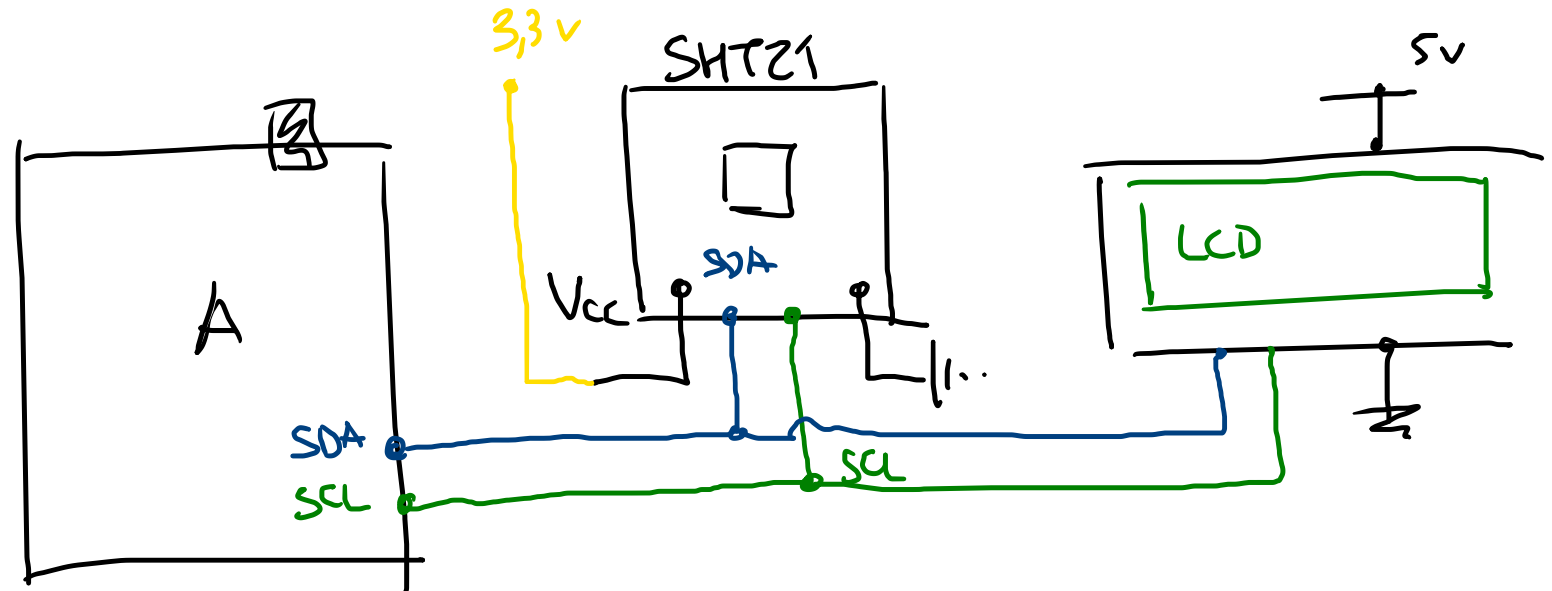 3,3 V
SHT21
5V
SDA
LCD
Vcc
A
SDA
SCL
SCL